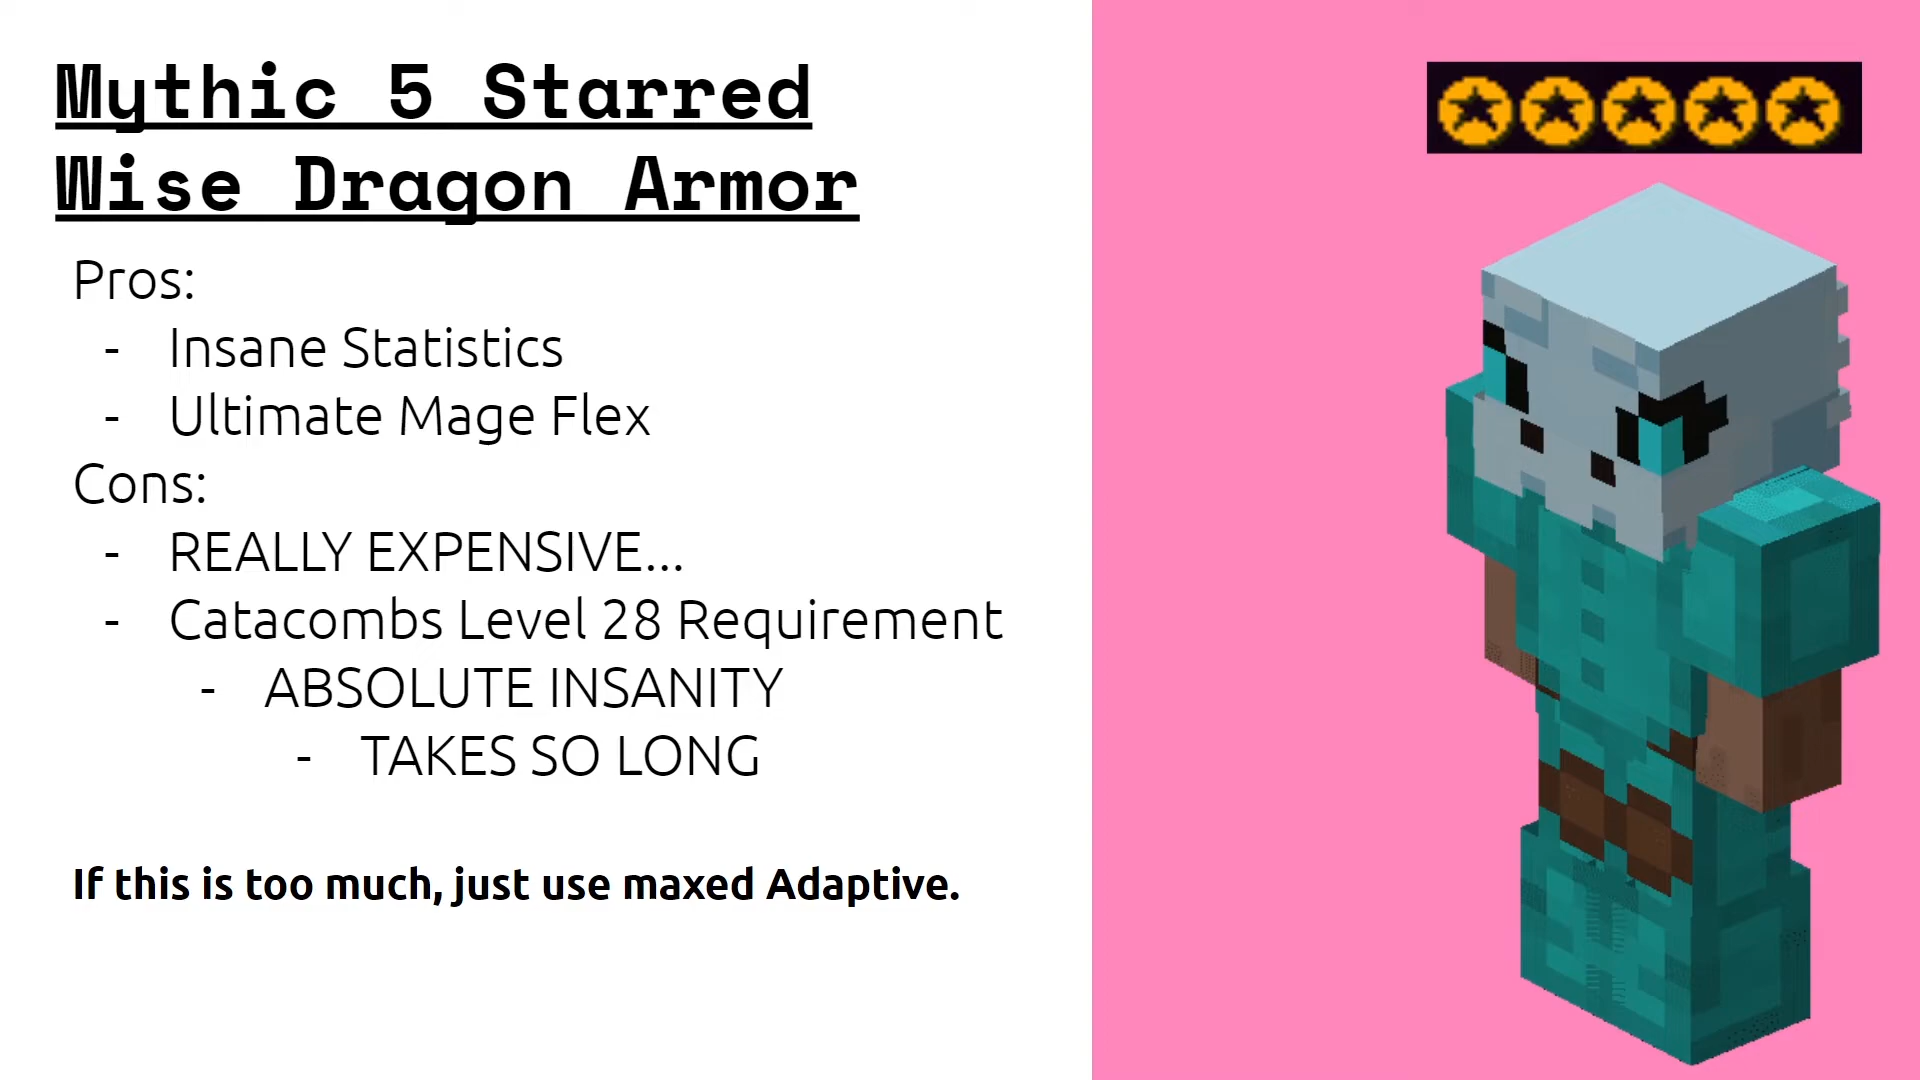 Mythic 5 Starred
Wise Dragon Armor
Pros:
- Insane Statistics
- Ultimate Mage Flex
Cons:
- REALLY EXPENSIVE...
- Catacombs Level 28 Requirement
- ABSOLUTE INSANITY
- TAKES SO LONG
If this is too much, just use maxed Adaptive.